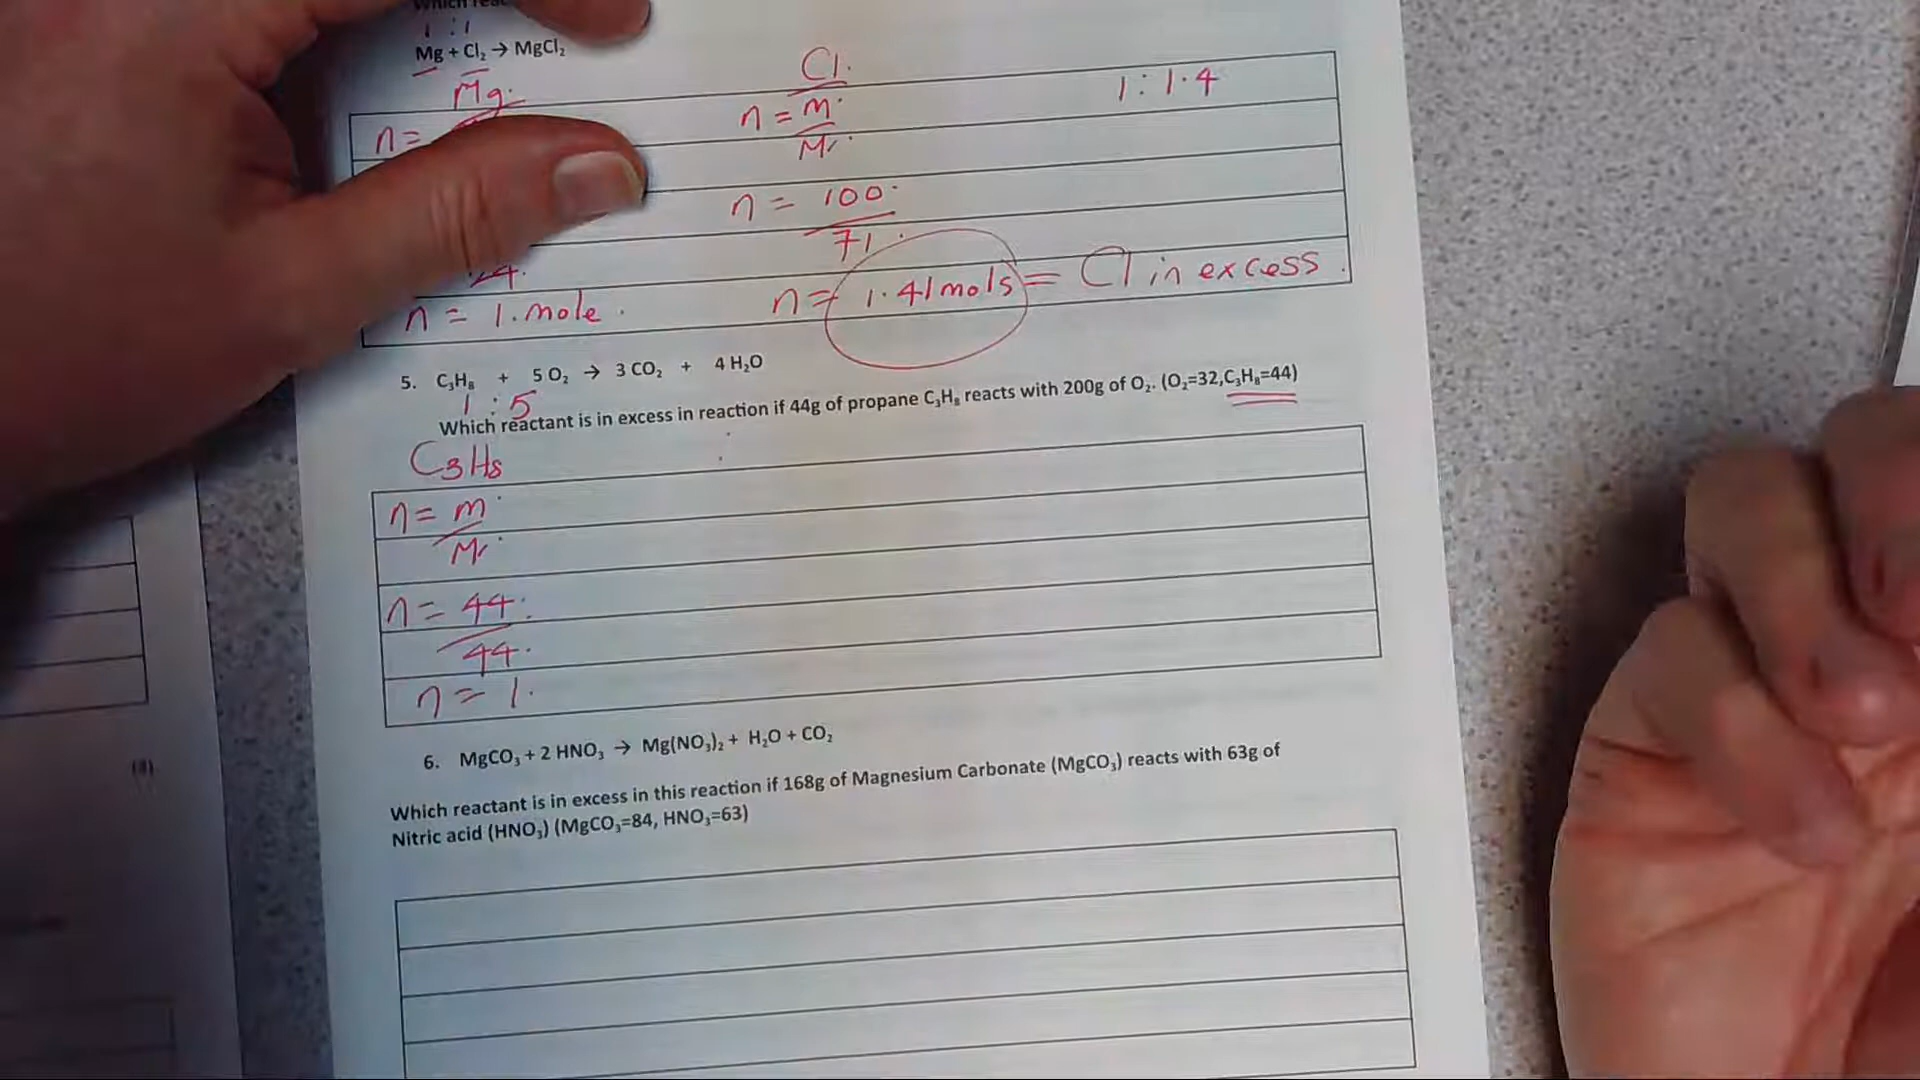 1 : 1
Mg + Cl₂ → MgCl₂
Mg.
Cl.
n =
n = m
Mr
1 : 1.4
n = 100
71
24.
n = 1.mole.
n = 1.41mols = Cl in excess.
5. C₃H₈ + 5 O₂ → 3 CO₂ + 4 H₂O
1 : 5
Which reactant is in excess in reaction if 44g of propane C₃H₈ reacts with 200g of O₂. (O₂=32,C₃H₈=44)
C3H8
n = m
Mr
n = 44.
44.
n = 1.
6. MgCO₃ + 2 HNO₃ → Mg(NO₃)₂ + H₂O + CO₂
Which reactant is in excess in this reaction if 168g of Magnesium Carbonate (MgCO₃) reacts with 63g of
Nitric acid (HNO₃) (MgCO₃=84, HNO₃=63)